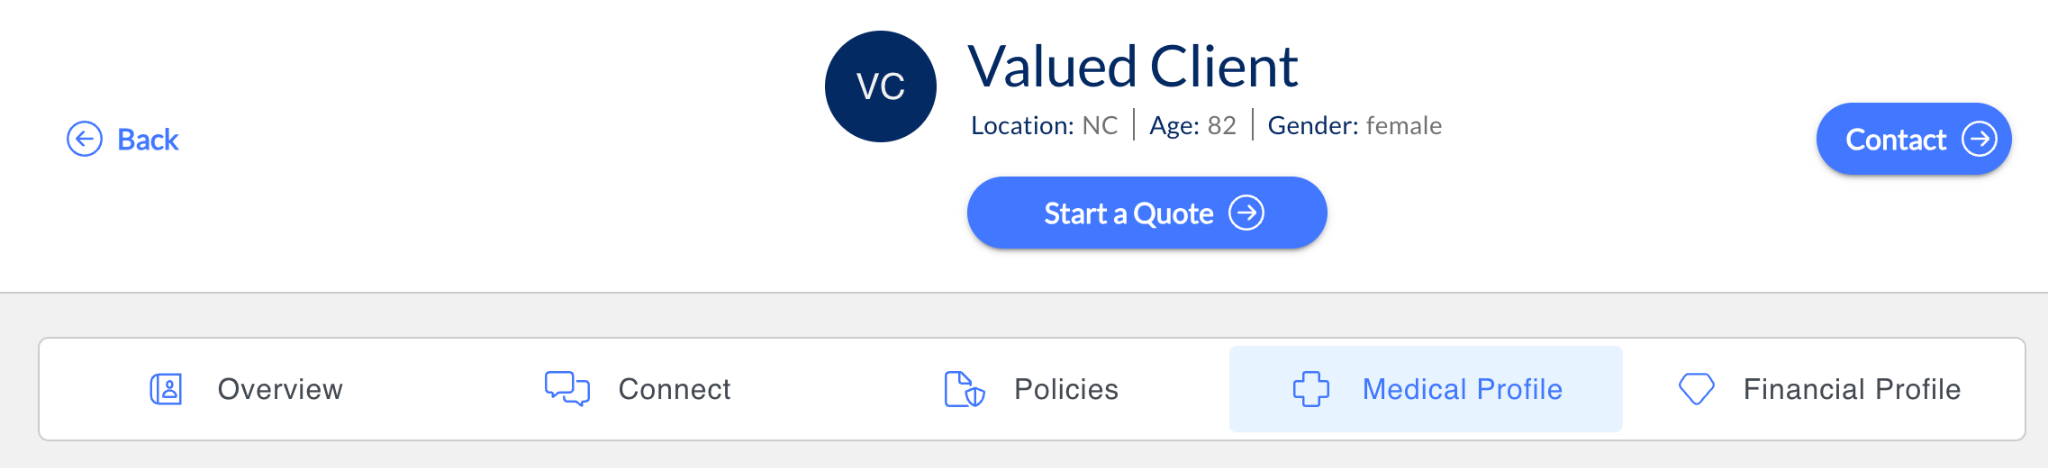 Back
VC
Valued Client
Location: NC | Age: 82 | Gender: female
Start a Quote
Contact
Overview
Connect
Policies
Medical Profile
Financial Profile